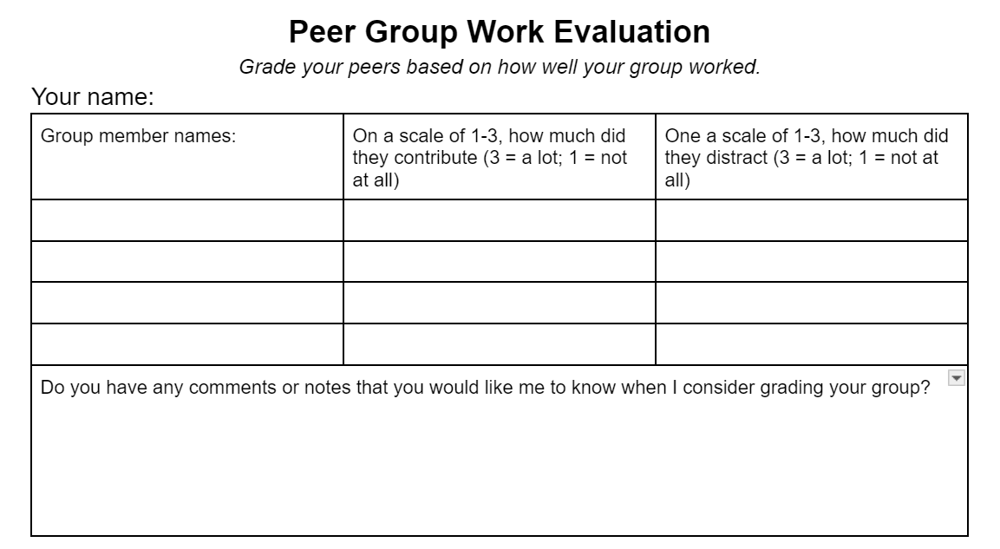 Peer Group Work Evaluation
Grade your peers based on how well your group worked.
Your name:
Group member names:
On a scale of 1-3, how much did
they contribute (3 = a lot; 1 = not
at all)
One a scale of 1-3, how much did
they distract (3 = a lot; 1 = not at
all)
Do you have any comments or notes that you would like me to know when I consider grading your group?